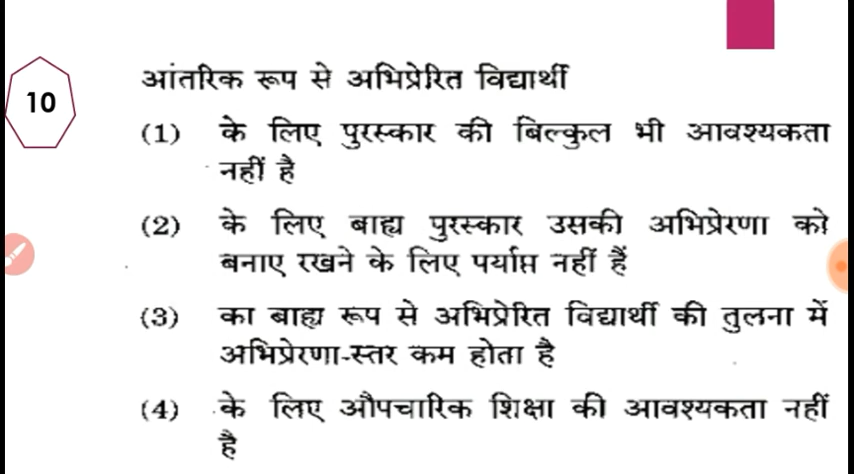 10
आंतरिक रूप से अभिप्रेरित विद्यार्थी
(1) के लिए पुरस्कार की बिल्कुल भी आवश्यकता
नहीं है
(2) के लिए बाह्य पुरस्कार उसकी अभिप्रेरणा को
बनाए रखने के लिए पर्याप्त नहीं हैं
(3) का बाह्य रूप से अभिप्रेरित विद्यार्थी की तुलना में
अभिप्रेरणा-स्तर कम होता है
(4) के लिए औपचारिक शिक्षा की आवश्यकता नहीं
है